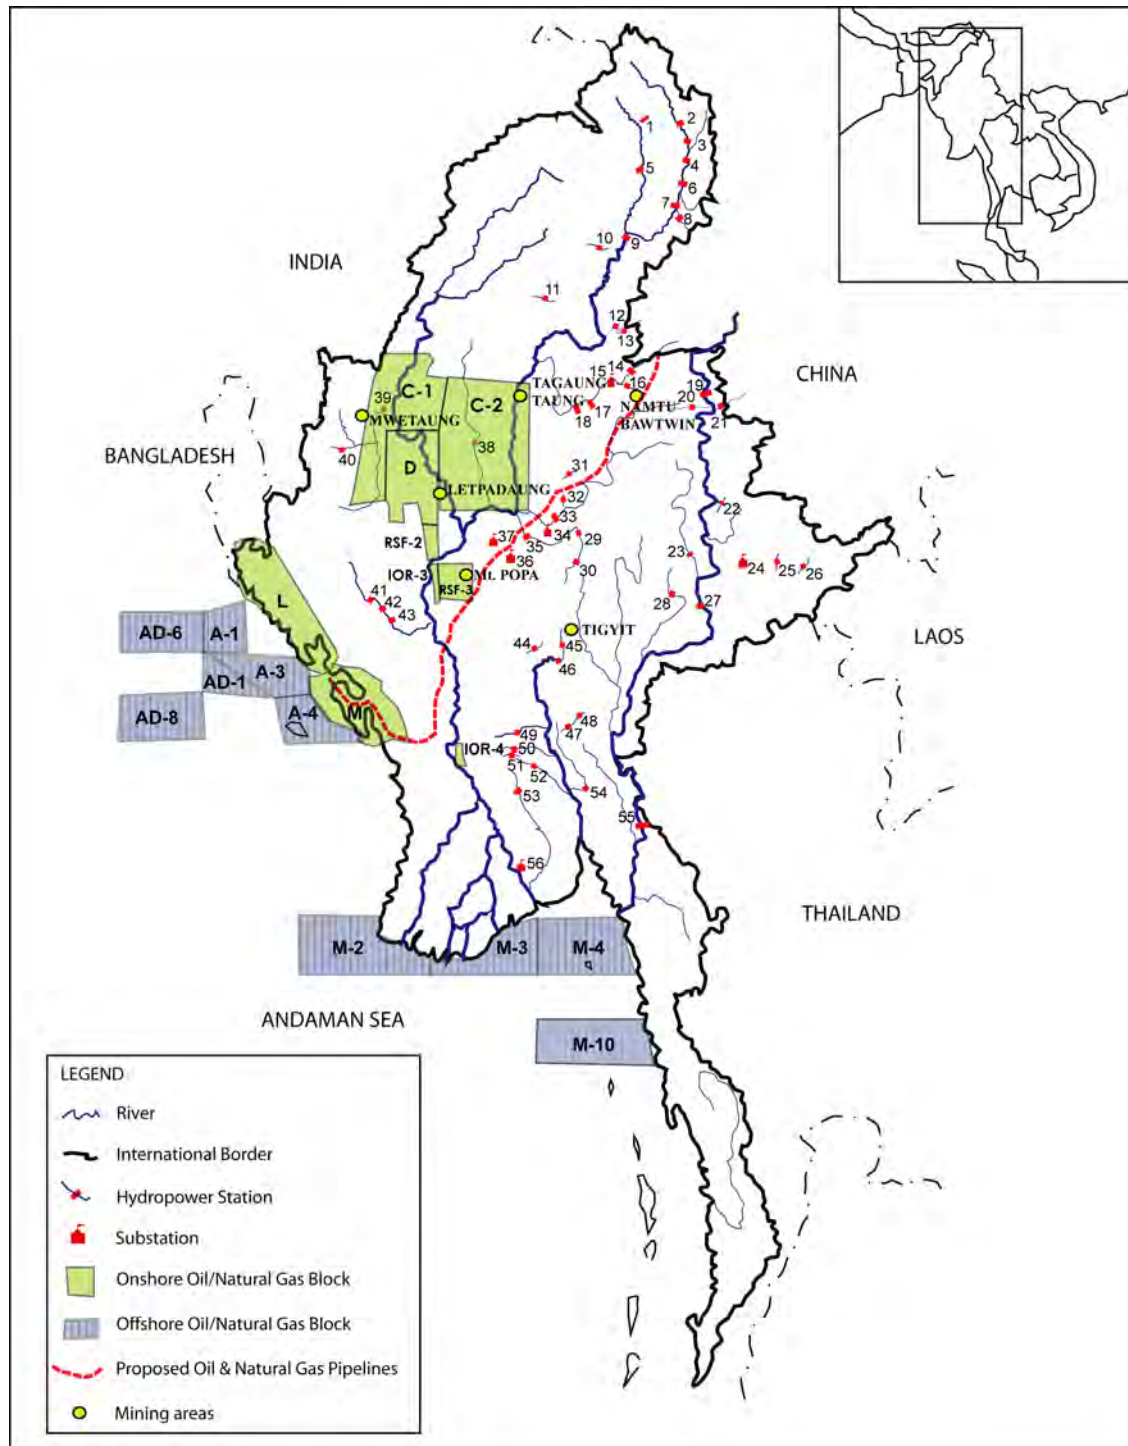 1
2
3
4
5
6
7
8
9
10
INDIA
11
12
13
CHINA
14
15
16
C-1
TAGAUNG
TAUNG
C-2
39
17
18
NAMTU
BAWTWIN
19
20
21
MWETAUNG
38
BANGLADESH
40
D
31
LETPADAUNG
32
22
33
RSF-2
37
35
34
29
23
36
24
25
26
IOR-3
Mt. POPA
30
RSF-3
28
27
L
41
42
43
TIGYIT
LAOS
AD-6
A-1
44
45
46
A-3
AD-1
AD-8
A-4
M
48
47
49
IOR-4
50
51
52
53
54
55
56
THAILAND
M-2
M-3
M-4
ANDAMAN SEA
M-10
LEGEND
River
International Border
Hydropower Station
Substation
Onshore Oil/Natural Gas Block
Offshore Oil/Natural Gas Block
Proposed Oil & Natural Gas Pipelines
Mining areas